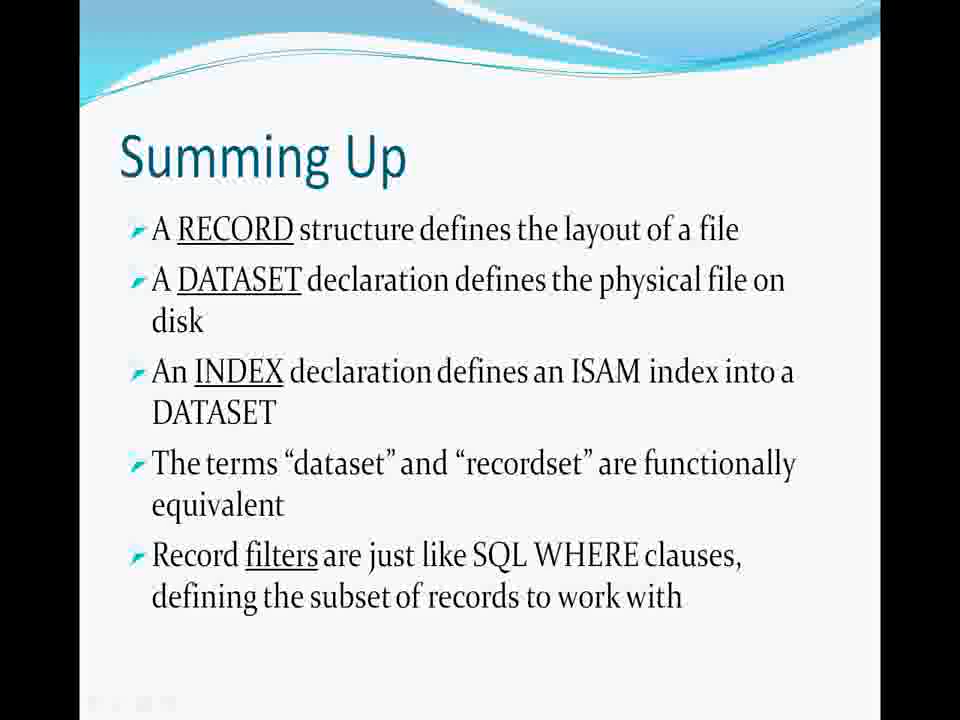 Summing Up
A RECORD structure defines the layout of a file
A DATASET declaration defines the physical file on
disk
An INDEX declaration defines an ISAM index into a
DATASET
The terms “dataset” and “recordset” are functionally
equivalent
Record filters are just like SQL WHERE clauses,
defining the subset of records to work with